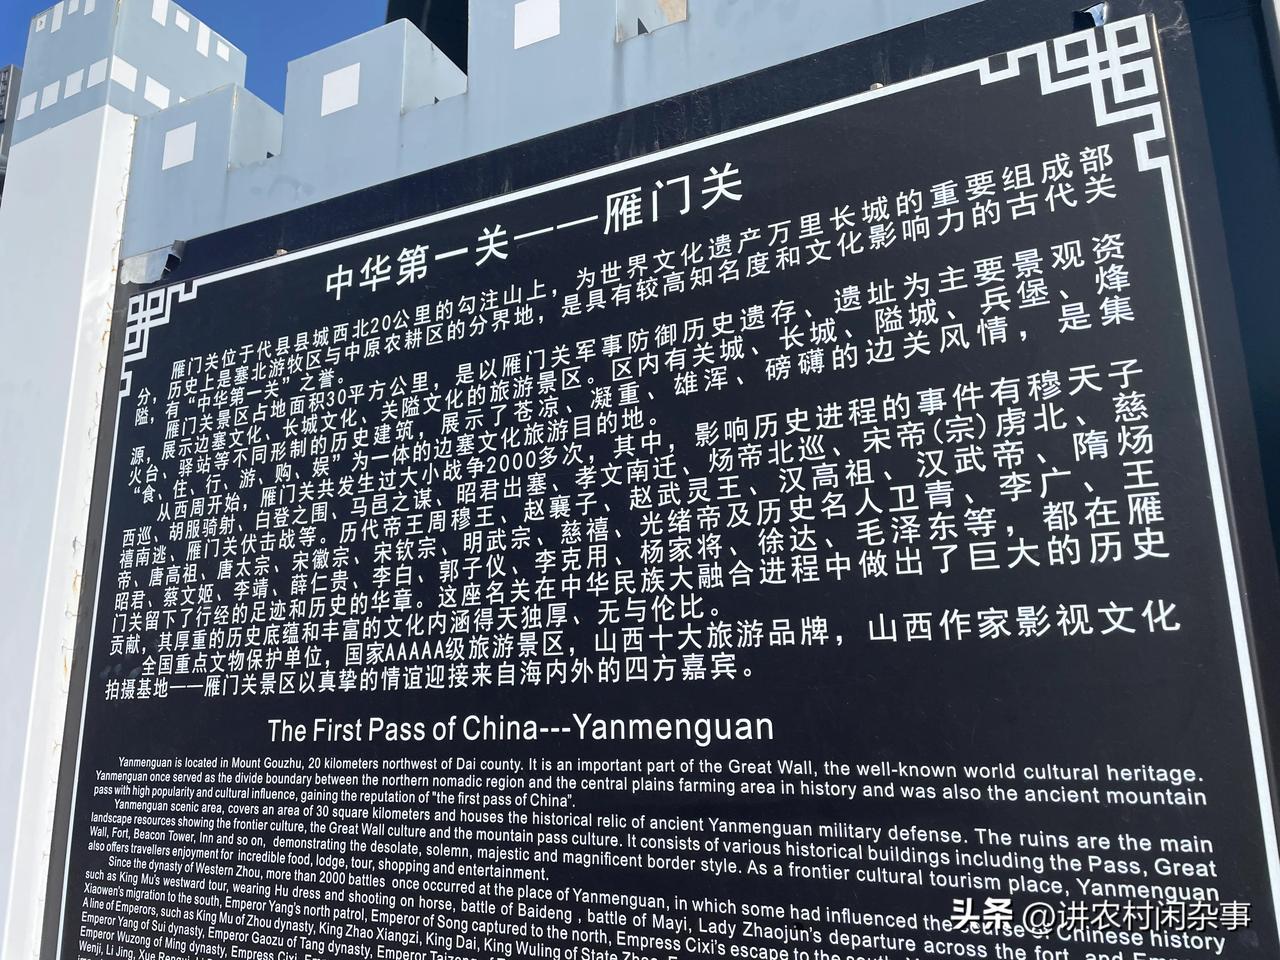 中华第一关——雁门关
雁门关位于代县县城西北20公里的勾注山上，为世界文化遗产万里长城的重要组成部
分，历史上是塞北游牧区与中原农耕区的分界地，是具有较高知名度和文化影响力的古代关
隘，有“中华第一关”之誉。
雁门关景区占地面积30平方公里，是以雁门关军事防御历史遗存、遗址为主要景观资
源，展示边塞文化、长城文化、关隘文化的旅游景区。区内有关城、长城、隘城、兵堡、烽
火台、驿站等不同形制的历史建筑，展示了苍凉、凝重、雄浑、磅礴的边关风情，是集
“食、住、行、游、购、娱”为一体的边塞文化旅游目的地。
从西周开始，雁门关共发生过大小战争2000多次，其中，影响历史进程的事件有穆天子
西巡、胡服骑射、白登之围、马邑之谋、昭君出塞、孝文南迁、炀帝北巡、宋帝(宗)虏北、慈
禧南逃、雁门关伏击战等。历代帝王周穆王、赵襄子、赵武灵王、汉高祖、汉武帝、隋炀
帝、唐高祖、唐太宗、宋徽宗、宋钦宗、明武宗、慈禧、光绪帝及历史名人卫青、李广、王
昭君、蔡文姬、李靖、薛仁贵、李白、郭子仪、李克用、杨家将、徐达、毛泽东等，都在雁
门关留下了行经的足迹和历史的华章。这座名关在中华民族大融合进程中做出了巨大的历史
贡献，其厚重的历史底蕴和丰富的文化内涵得天独厚、无与伦比。
全国重点文物保护单位，国家AAAAA级旅游景区，山西十大旅游品牌，山西作家影视文化
拍摄基地——雁门关景区以真挚的情谊迎接来自海内外的四方嘉宾。
The First Pass of China---Yanmenguan
Yanmenguan is located in Mount Gouzhu, 20 kilometers northwest of Dai county. It is an important part of the Great Wall, the well-known world cultural heritage.
Yanmenguan once served as the divide boundary between the northern nomadic region and the central plains farming area in history and was also the ancient mountain
pass with high popularity and cultural influence, gaining the reputation of "the first pass of China".
Yanmenguan scenic area, covers an area of 30 square kilometers and houses the historical relic of ancient Yanmenguan military defense. The ruins are the main
landscape resources showing the frontier culture, the Great Wall culture and the mountain pass culture. It consists of various historical buildings including the Pass, Great
Wall, Fort, Beacon Tower, Inn and so on, demonstrating the desolate, solemn, majestic and magnificent border style. As a frontier cultural tourism place, Yanmenguan
also offers travellers enjoyment for incredible food, lodge, tour, shopping and entertainment.
Since the dynasty of Western Zhou, more than 2000 battles once occurred at the place of Yanmenguan, in which some had influenced the Chinese history
such as King Mu's westward tour, wearing Hu dress and shooting on horse, battle of Baideng , battle of Mayi, Lady Zhaojun's departure across the fort, and
Xiaowen's migration to the south, Emperor Yang's north patrol, Emperor of Song captured to the north, Empress Cixi's escape to the
A line of Emperors, such as King Mu of Zhou dynasty, King Zhao Xiangzi, King Dai, King Wuling of State
Emperor Yang of Sui dynasty, Emperor Gaozu of Tang dynasty, Emperor
Emperor Wuzong of Ming dynasty, Empress Cixi,
Wenji, Li Jing,
头条 @讲农村闲杂事